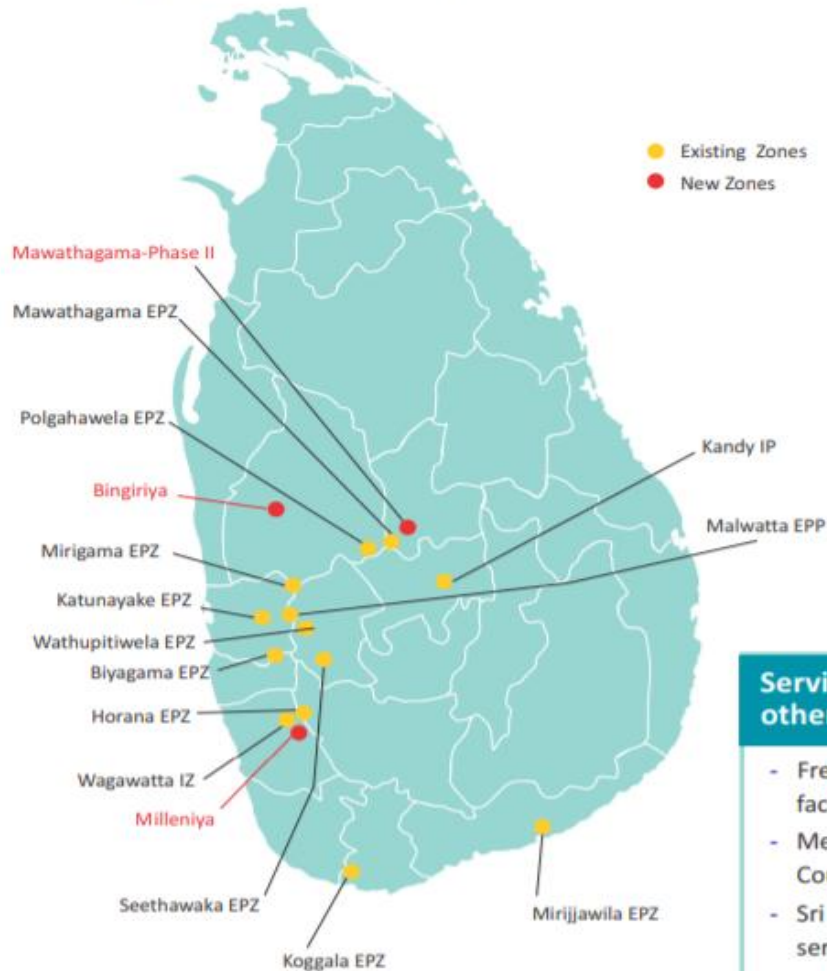 Existing Zones
New Zones
Mawathagama-Phase II
Mawathagama EPZ
Polgahawela EPZ
Kandy IP
Bingiriya
Malwatta EPP
Mirigama EPZ
Katunayake EPZ
Wathupitiwela EPZ
Biyagama EPZ
Horana EPZ
Wagawatta IZ
Milleniya
Seethawaka EPZ
Mirijjawila EPZ
Koggala EPZ
Servi
othe
- Fre
fac
- Me
Co
- Sri
ser